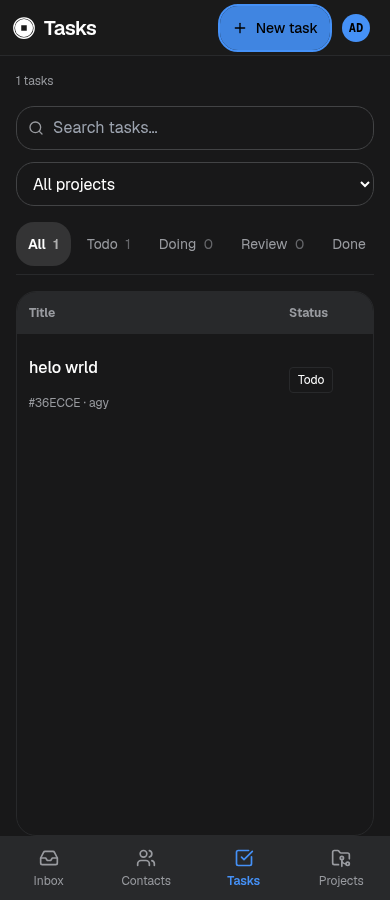 Tasks
New task
AD
1 tasks
Search tasks...
All projects
All 1 Todo 1 Doing 0 Review 0 Done
Title Status
helo wrld
Todo
#36ECCE · agy
Inbox Contacts Tasks Projects